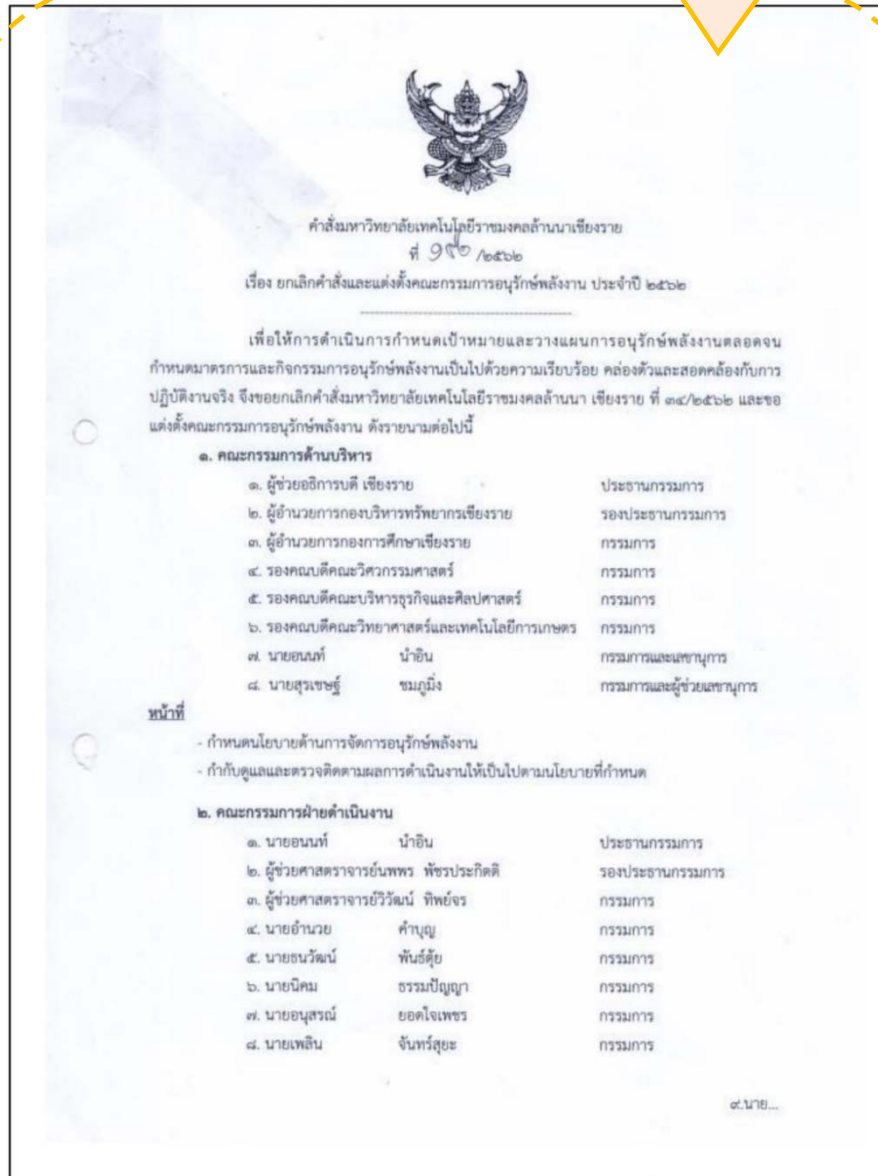 คำสั่งมหาวิทยาลัยเทคโนโลยีราชมงคลล้านนาเชียงราย
ที่ /๒๕๖๒
เรื่อง ยกเลิกคำสั่งและแต่งตั้งคณะกรรมการอนุรักษ์พลังงาน ประจำปี ๒๕๖๒
เพื่อให้การดำเนินการกำหนดเป้าหมายและวางแผนการอนุรักษ์พลังงานตลอดจน
กำหนดมาตรการและกิจกรรมการอนุรักษ์พลังงานเป็นไปด้วยความเรียบร้อย คล่องตัวและสอดคล้องกับการ
ปฏิบัติงานจริง จึงขอยกเลิกคำสั่งมหาวิทยาลัยเทคโนโลยีราชมงคลล้านนา เชียงราย ที่ ๓๔/๒๕๖๒ และขอ
แต่งตั้งคณะกรรมการอนุรักษ์พลังงาน ดังรายนามต่อไปนี้
๑. คณะกรรมการด้านบริหาร
๑. ผู้ช่วยอธิการบดี เชียงราย ประธานกรรมการ
๒. ผู้อำนวยการกองบริหารทรัพยากรเชียงราย รองประธานกรรมการ
๓. ผู้อำนวยการกองการศึกษาเชียงราย กรรมการ
๔. รองคณบดีคณะวิศวกรรมศาสตร์ กรรมการ
๕. รองคณบดีคณะบริหารธุรกิจและศิลปศาสตร์ กรรมการ
๖. รองคณบดีคณะวิทยาศาสตร์และเทคโนโลยีการเกษตร กรรมการ
๗. นายอนนท์ นำอิน กรรมการและเลขานุการ
๘. นายสุรเชษฐ์ ชมภูมิ่ง กรรมการและผู้ช่วยเลขานุการ
หน้าที่
- กำหนดนโยบายด้านการจัดการอนุรักษ์พลังงาน
- กำกับดูแลและตรวจติดตามผลการดำเนินงานให้เป็นไปตามนโยบายที่กำหนด
๒. คณะกรรมการฝ่ายดำเนินงาน
๑. นายอนนท์ นำอิน ประธานกรรมการ
๒. ผู้ช่วยศาสตราจารย์นพพร พัชรประกิตติ รองประธานกรรมการ
๓. ผู้ช่วยศาสตราจารย์วิวัฒน์ ทิพย์จร กรรมการ
๔. นายอำนวย คำบุญ กรรมการ
๕. นายธนวัฒน์ พันธ์ตุ้ย กรรมการ
๖. นายนิคม ธรรมปัญญา กรรมการ
๗. นายอนุสรณ์ ยอดใจเพชร กรรมการ
๘. นายเพลิน จันทร์สุยะ กรรมการ
๙.นาย...